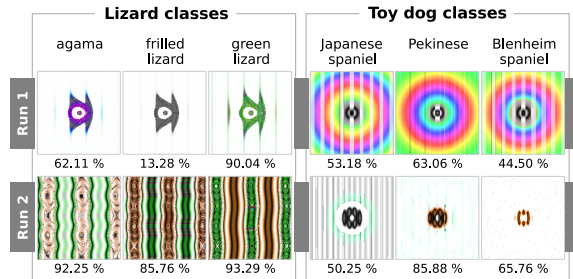 Lizard classes
Toy dog classes
agama
frilled
lizard
green
lizard
Japanese
spaniel
Pekinese
Blenheim
spaniel
Run 1
62.11 %
13.28 %
90.04 %
53.18 %
63.06 %
44.50 %
Run 2
92.25 %
85.76 %
93.29 %
50.25 %
85.88 %
65.76 %